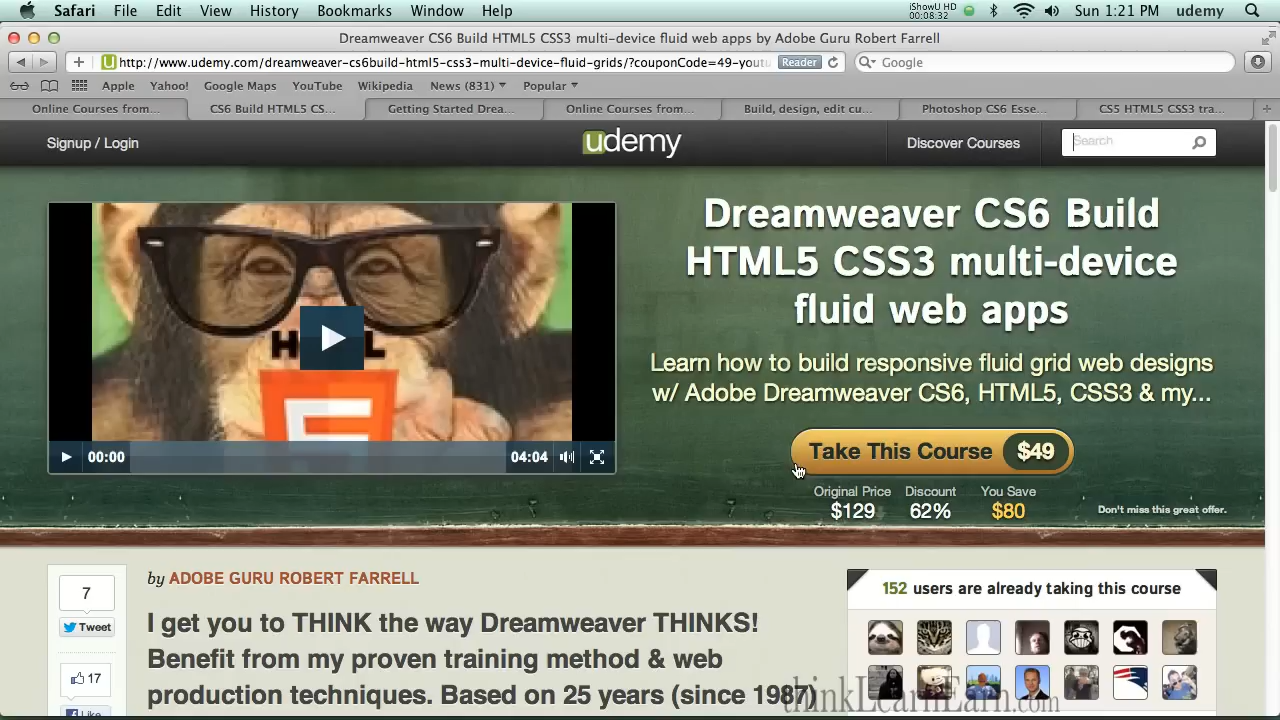 Safari File Edit View History Bookmarks Window Help
iShowU HD
00:08:32
Sun 1:21 PM udemy
Dreamweaver CS6 Build HTML5 CSS3 multi-device fluid web apps by Adobe Guru Robert Farrell
http://www.udemy.com/dreamweaver-cs6build-html5-css3-multi-device-fluid-grids/?couponCode=49-youtu
Reader
Google
Apple Yahoo! Google Maps YouTube Wikipedia News (831) Popular
Online Courses from...
CS6 Build HTML5 CS...
Getting Started Drea...
Online Courses from...
Build, design, edit cu...
Photoshop CS6 Esse...
CS5 HTML5 CSS3 tra...
Signup / Login
udemy
Discover Courses
Search
Dreamweaver CS6 Build
HTML5 CSS3 multi-device
fluid web apps
Learn how to build responsive fluid grid web designs
w/ Adobe Dreamweaver CS6, HTML5, CSS3 & my...
Take This Course $49
Original Price Discount You Save
$129 62% $80
Don't miss this great offer.
00:00
04:04
7
Tweet
17
Like
by ADOBE GURU ROBERT FARRELL
I get you to THINK the way Dreamweaver THINKS!
Benefit from my proven training method & web
production techniques. Based on 25 years (since 1987)
152 users are already taking this course
thinkLearnEarn.com